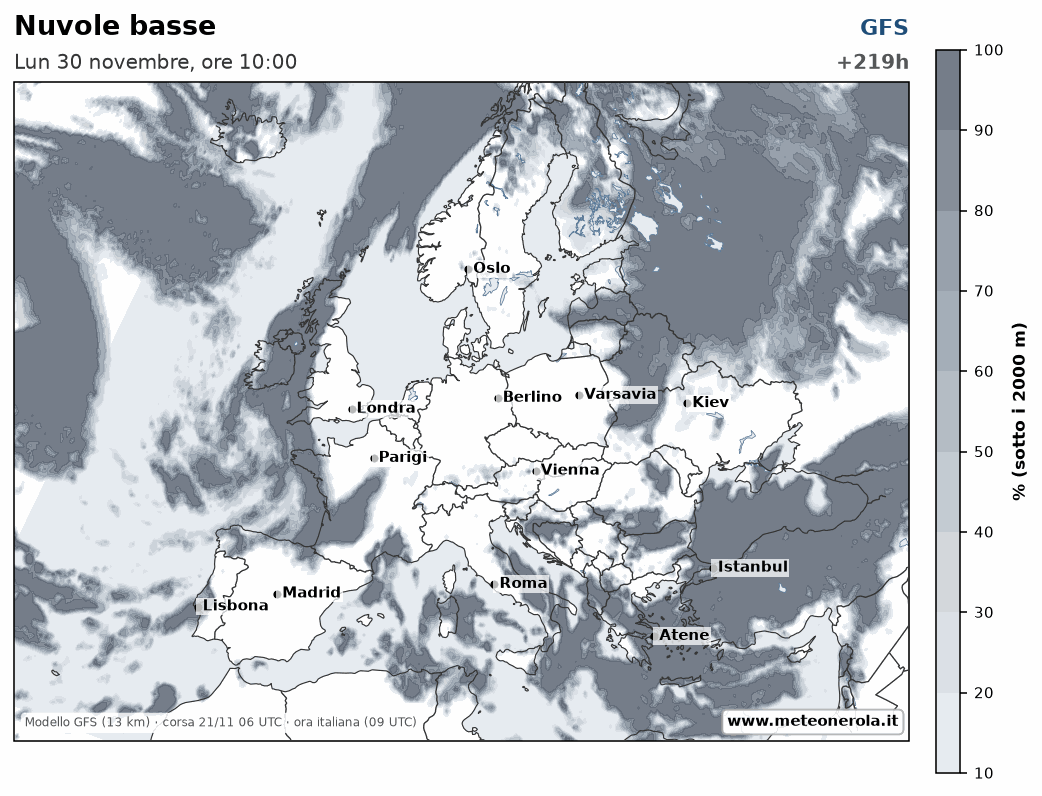 Nuvole basse
GFS
Lun 30 novembre, ore 10:00
+219h
100
90
80
70
60
50
40
30
20
10
% (sotto i 2000 m)
Oslo
Londra
Berlino
Varsavia
Kiev
Parigi
Vienna
Istanbul
Roma
Madrid
Lisbona
Atene
Modello GFS (13 km) · corsa 21/11 06 UTC · ora italiana (09 UTC)
www.meteonerola.it